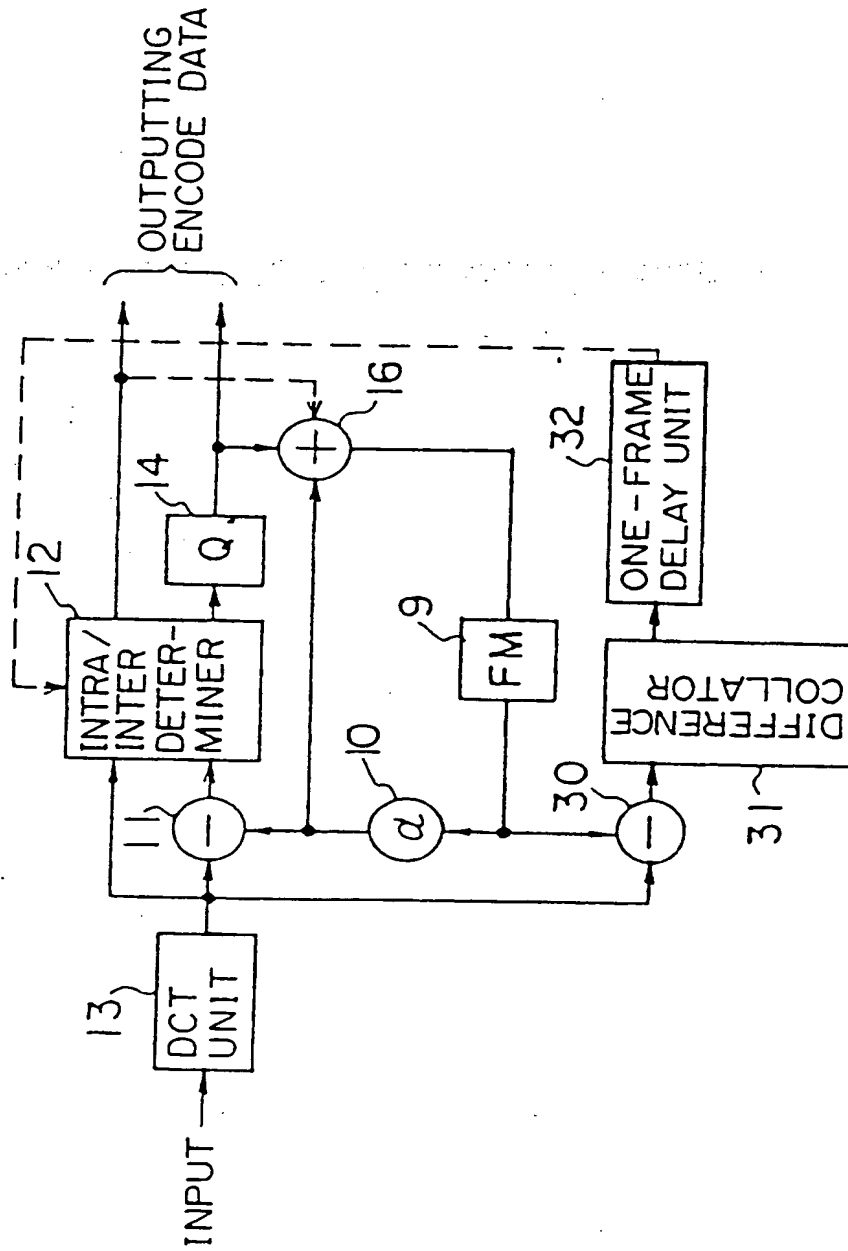 INPUT
13
DCT
UNIT
11
−
12
INTRA/
INTER
DETER-
MINER
14
Q
16
+
OUTPUTTING
ENCODE DATA
10
α
9
FM
30
−
31
DIFFERENCE
COLLATOR
32
ONE-FRAME
DELAY UNIT